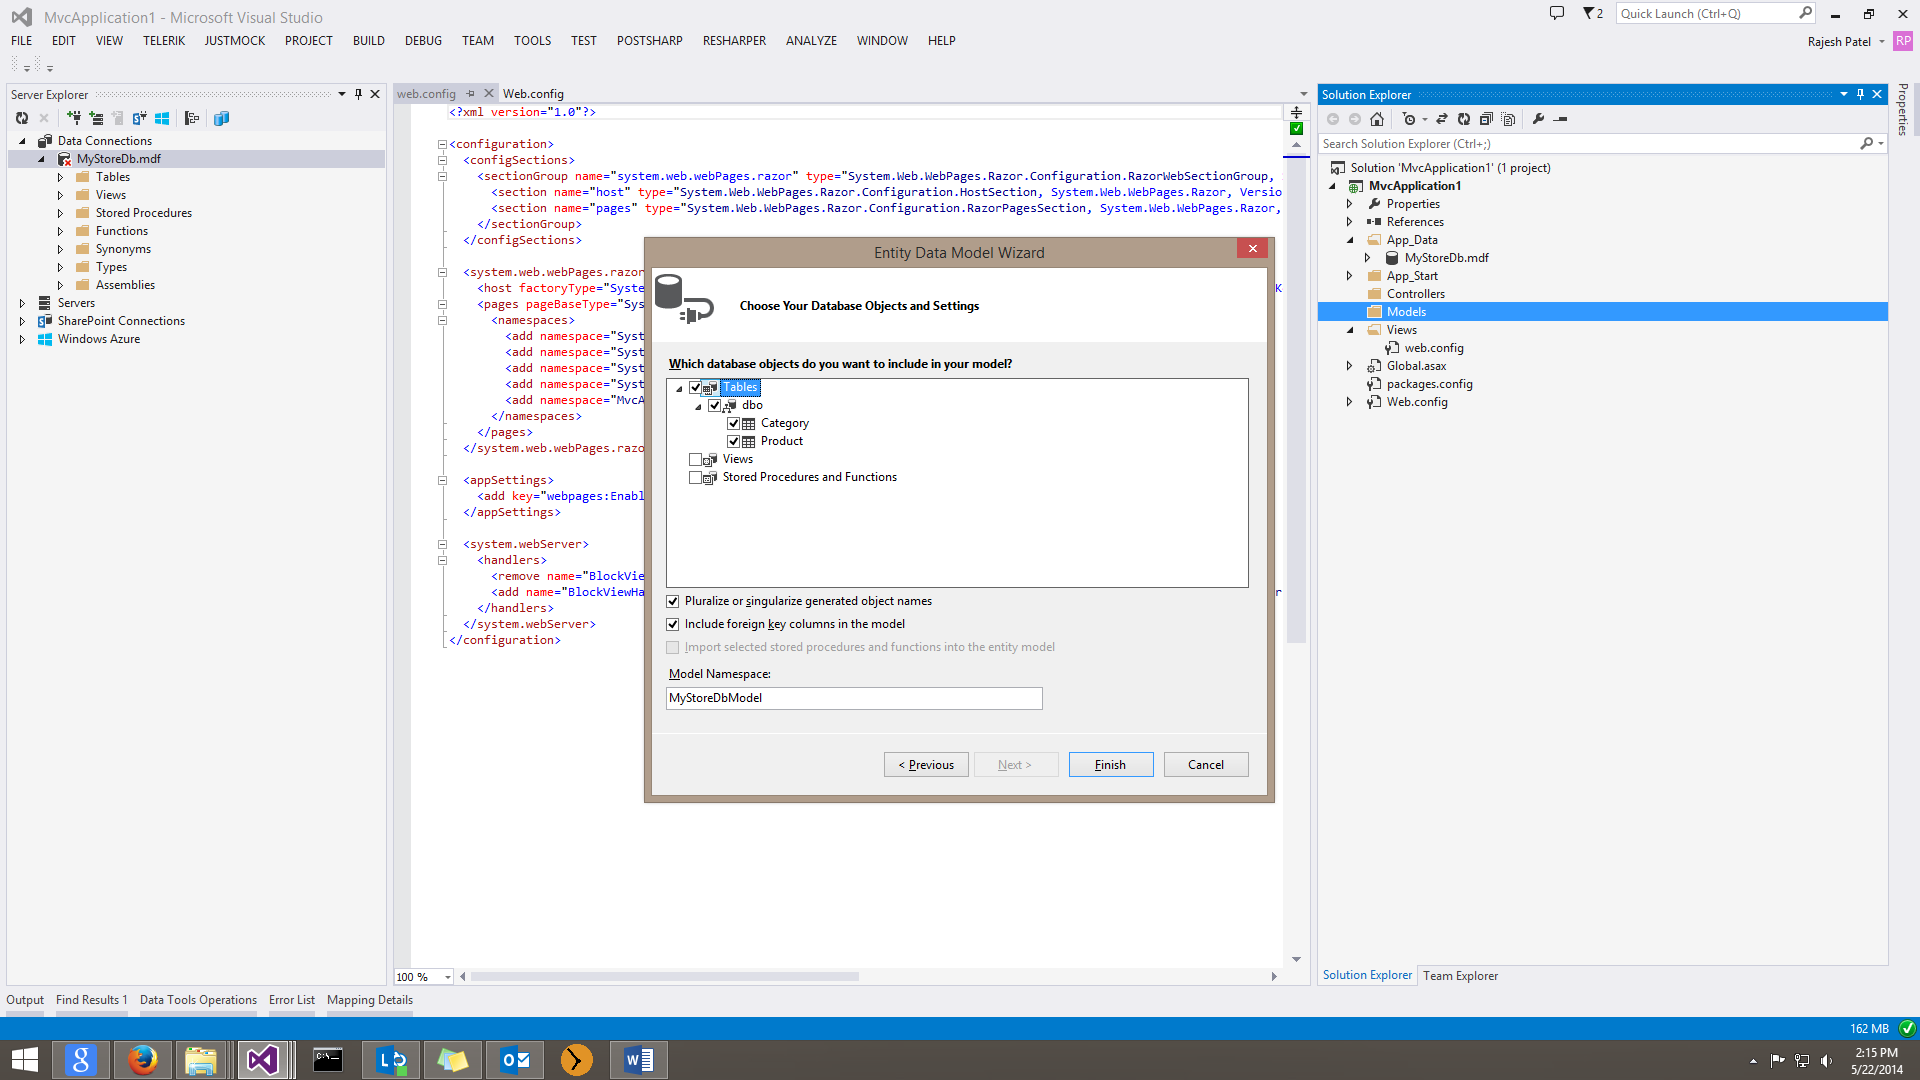 MvcApplication1 - Microsoft Visual Studio
2
Quick Launch (Ctrl+Q)
FILE EDIT VIEW TELERIK JUSTMOCK PROJECT BUILD DEBUG TEAM TOOLS TEST POSTSHARP RESHARPER ANALYZE WINDOW HELP
Rajesh Patel RP
Server Explorer
Data Connections
MyStoreDb.mdf
Tables
Views
Stored Procedures
Functions
Synonyms
Types
Assemblies
Servers
SharePoint Connections
Windows Azure
web.config Web.config
<?xml version="1.0"?>
<configuration>
<configSections>
<sectionGroup name="system.web.webPages.razor" type="System.Web.WebPages.Razor.Configuration.RazorWebSectionGroup,
<section name="host" type="System.Web.WebPages.Razor.Configuration.HostSection, System.Web.WebPages.Razor, Versio
<section name="pages" type="System.Web.WebPages.Razor.Configuration.RazorPagesSection, System.Web.WebPages.Razor,
</sectionGroup>
</configSections>
<system.web.webPages.razor
<host factoryType="Syste
<pages pageBaseType="Sys
<namespaces>
<add namespace="Syst
<add namespace="Syst
<add namespace="Syst
<add namespace="Syst
<add namespace="MvcA
</namespaces>
</pages>
</system.web.webPages.razo
<appSettings>
<add key="webpages:Enabl
</appSettings>
<system.webServer>
<handlers>
<remove name="BlockVie
<add name="BlockViewHa
</handlers>
</system.webServer>
</configuration>
K
r
100 %
Entity Data Model Wizard
Choose Your Database Objects and Settings
Which database objects do you want to include in your model?
Tables
dbo
Category
Product
Views
Stored Procedures and Functions
Pluralize or singularize generated object names
Include foreign key columns in the model
Import selected stored procedures and functions into the entity model
Model Namespace:
MyStoreDbModel
< Previous Next > Finish Cancel
Solution Explorer
Search Solution Explorer (Ctrl+;)
Solution 'MvcApplication1' (1 project)
MvcApplication1
Properties
References
App_Data
MyStoreDb.mdf
App_Start
Controllers
Models
Views
web.config
Global.asax
packages.config
Web.config
Solution Explorer Team Explorer
Properties
Output Find Results 1 Data Tools Operations Error List Mapping Details
162 MB
2:15 PM
5/22/2014